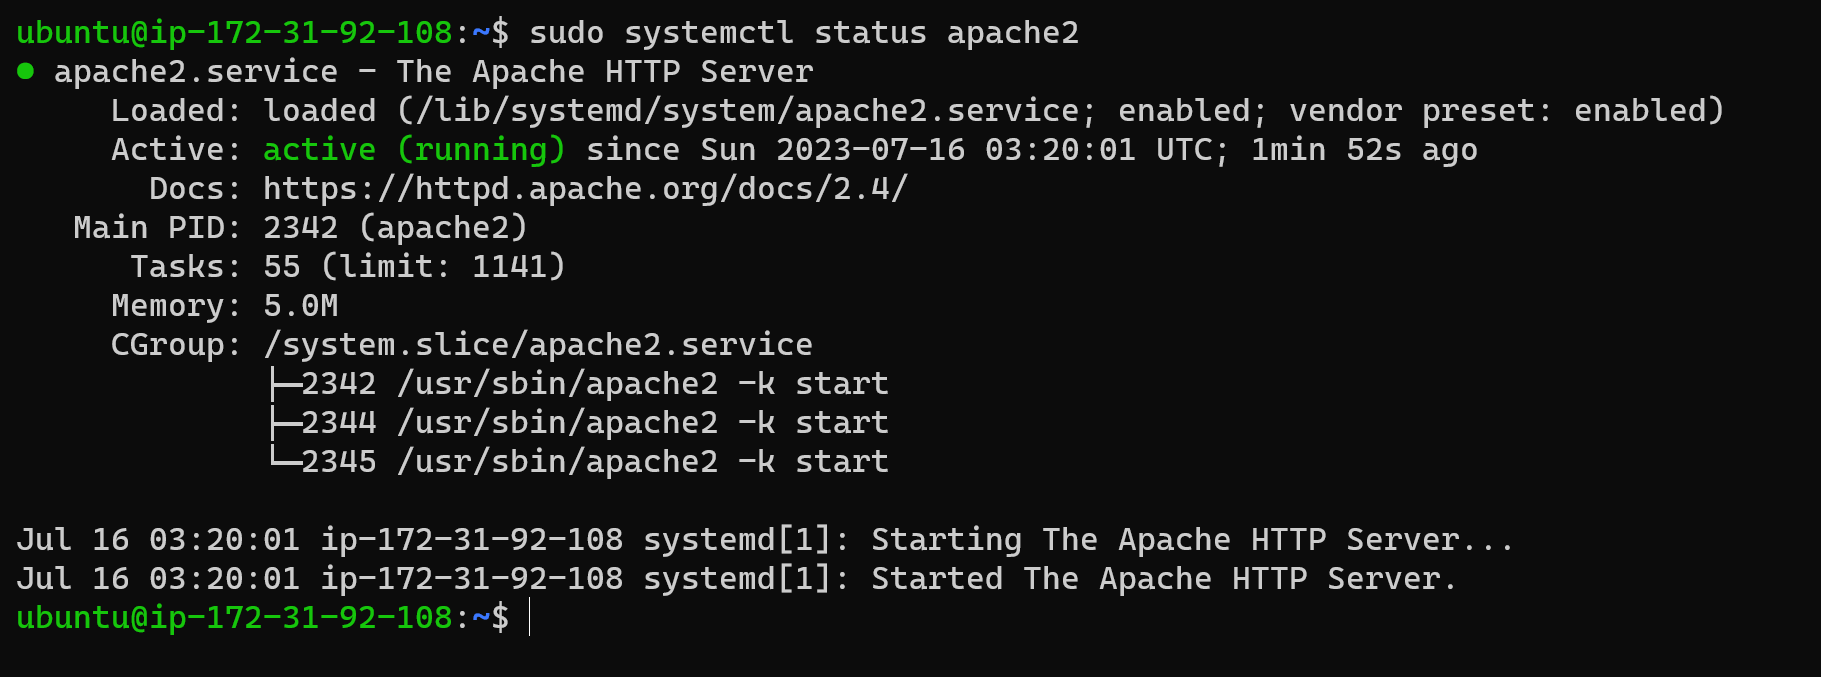 ubuntu@ip-172-31-92-108:~$ sudo systemctl status apache2
● apache2.service - The Apache HTTP Server
     Loaded: loaded (/lib/systemd/system/apache2.service; enabled; vendor preset: enabled)
     Active: active (running) since Sun 2023-07-16 03:20:01 UTC; 1min 52s ago
       Docs: https://httpd.apache.org/docs/2.4/
   Main PID: 2342 (apache2)
      Tasks: 55 (limit: 1141)
     Memory: 5.0M
     CGroup: /system.slice/apache2.service
             ├─2342 /usr/sbin/apache2 -k start
             ├─2344 /usr/sbin/apache2 -k start
             └─2345 /usr/sbin/apache2 -k start
Jul 16 03:20:01 ip-172-31-92-108 systemd[1]: Starting The Apache HTTP Server...
Jul 16 03:20:01 ip-172-31-92-108 systemd[1]: Started The Apache HTTP Server.
ubuntu@ip-172-31-92-108:~$